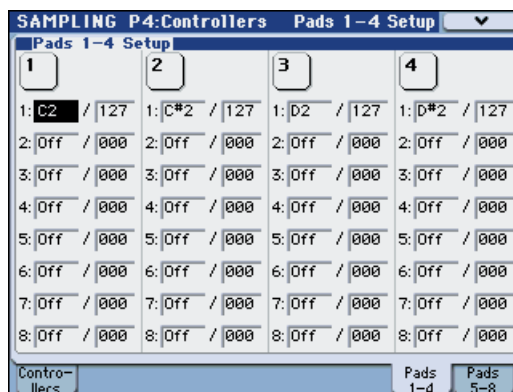 SAMPLING P4:Controllers Pads 1-4 Setup
Pads 1-4 Setup
1 2 3 4
1: C2 / 127 1: C#2 / 127 1: D2 / 127 1: D#2 / 127
2: Off / 000 2: Off / 000 2: Off / 000 2: Off / 000
3: Off / 000 3: Off / 000 3: Off / 000 3: Off / 000
4: Off / 000 4: Off / 000 4: Off / 000 4: Off / 000
5: Off / 000 5: Off / 000 5: Off / 000 5: Off / 000
6: Off / 000 6: Off / 000 6: Off / 000 6: Off / 000
7: Off / 000 7: Off / 000 7: Off / 000 7: Off / 000
8: Off / 000 8: Off / 000 8: Off / 000 8: Off / 000
Contro- Pads Pads
llers 1-4 5-8